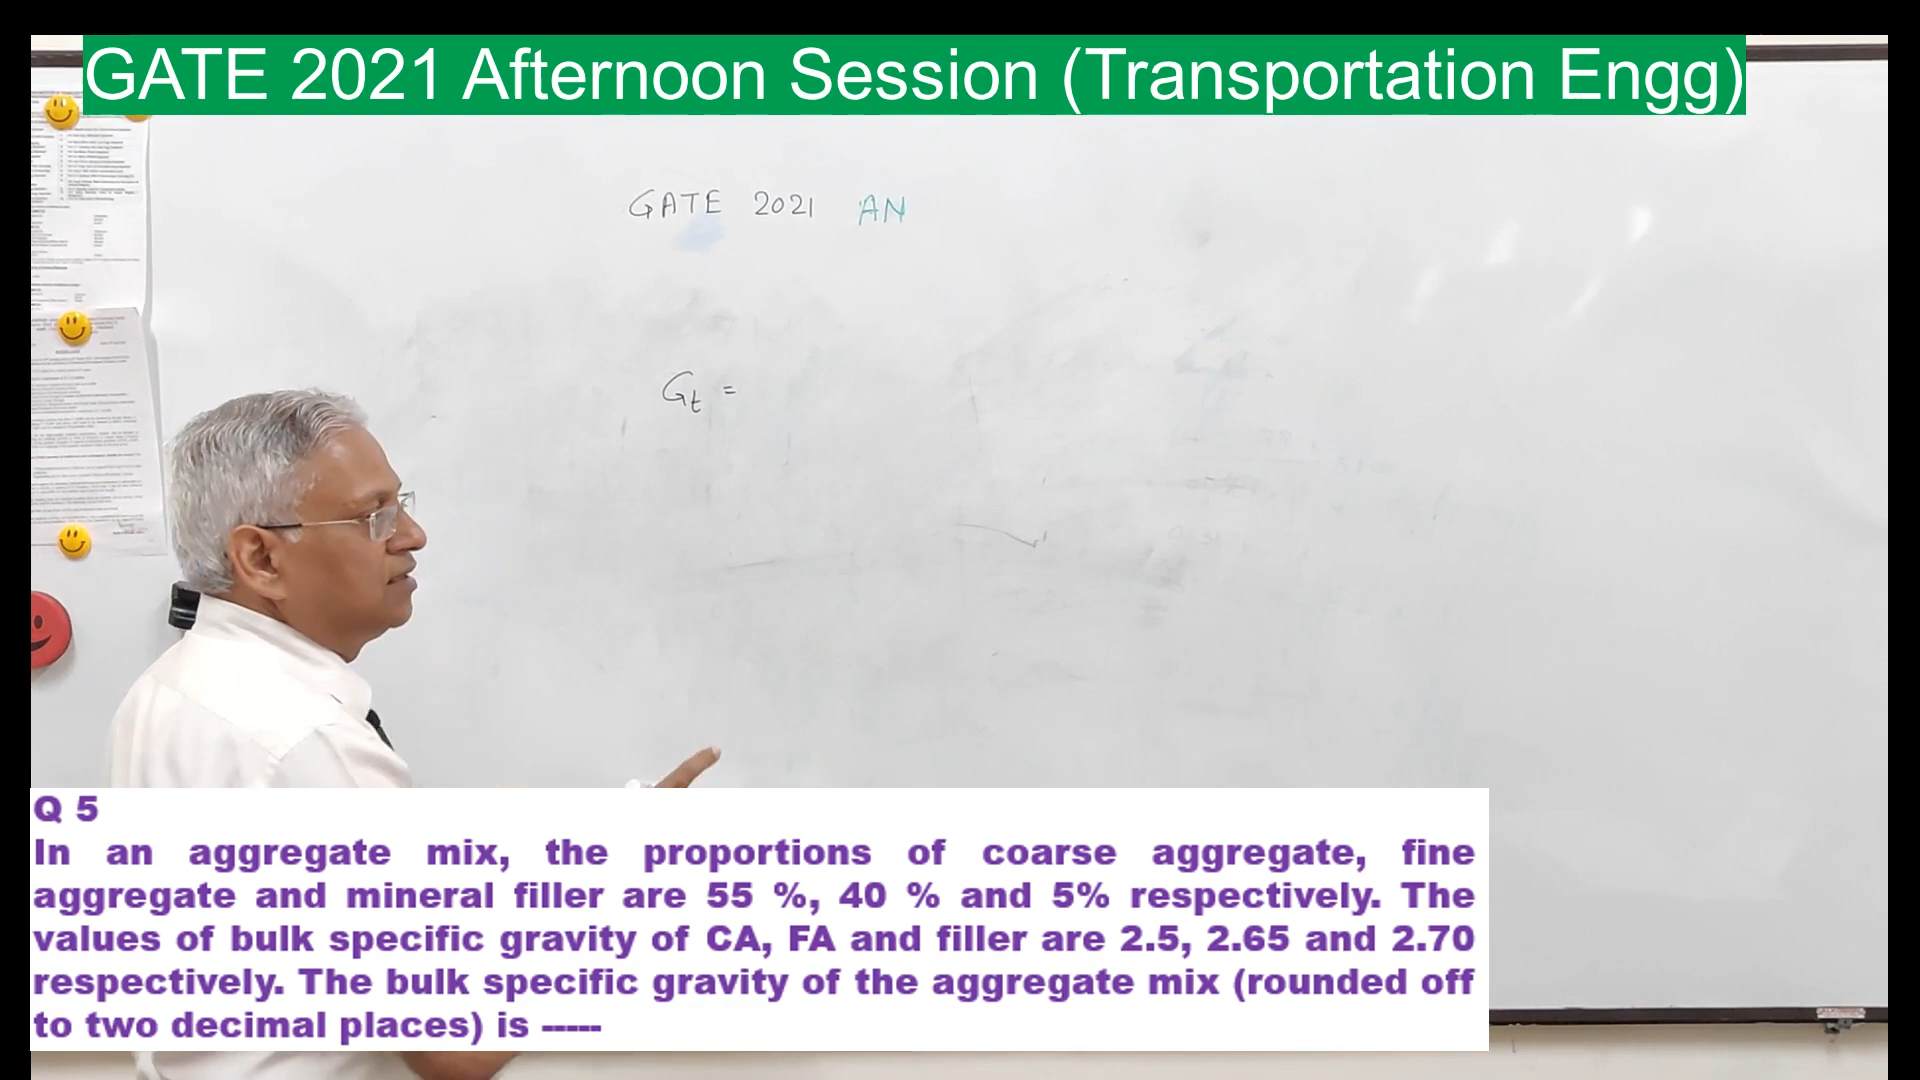 GATE 2021 Afternoon Session (Transportation Engg)
GATE 2021 AN
Gt =
Q 5
In an aggregate mix, the proportions of coarse aggregate, fine
aggregate and mineral filler are 55 %, 40 % and 5% respectively. The
values of bulk specific gravity of CA, FA and filler are 2.5, 2.65 and 2.70
respectively. The bulk specific gravity of the aggregate mix (rounded off
to two decimal places) is -----